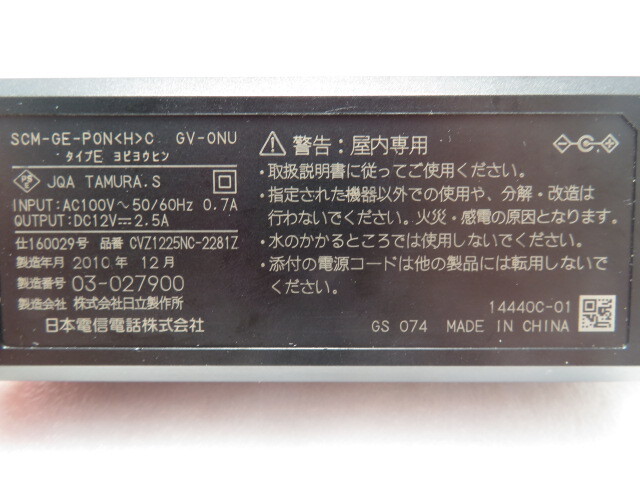 SCM-GE-PON<H>C GV-ONU
タイプE ヨビヨウヒン
JQA TAMURA.S
INPUT:AC100V～50/60Hz 0.7A
OUTPUT:DC12V⎓2.5A
仕160029号 品番 CVZ1225NC-2281Z
製造年月 2010年 12月
製造番号 03-027900
製造会社 株式会社日立製作所
日本電信電話株式会社
警告：屋内専用
・取扱説明書に従ってご使用ください。
・指定された機器以外での使用や、分解・改造は
行わないでください。火災・感電の原因となります。
・水のかかるところでは使用しないでください。
・添付の電源コードは他の製品には転用しないで
ください。
14440C-01
GS 074 MADE IN CHINA